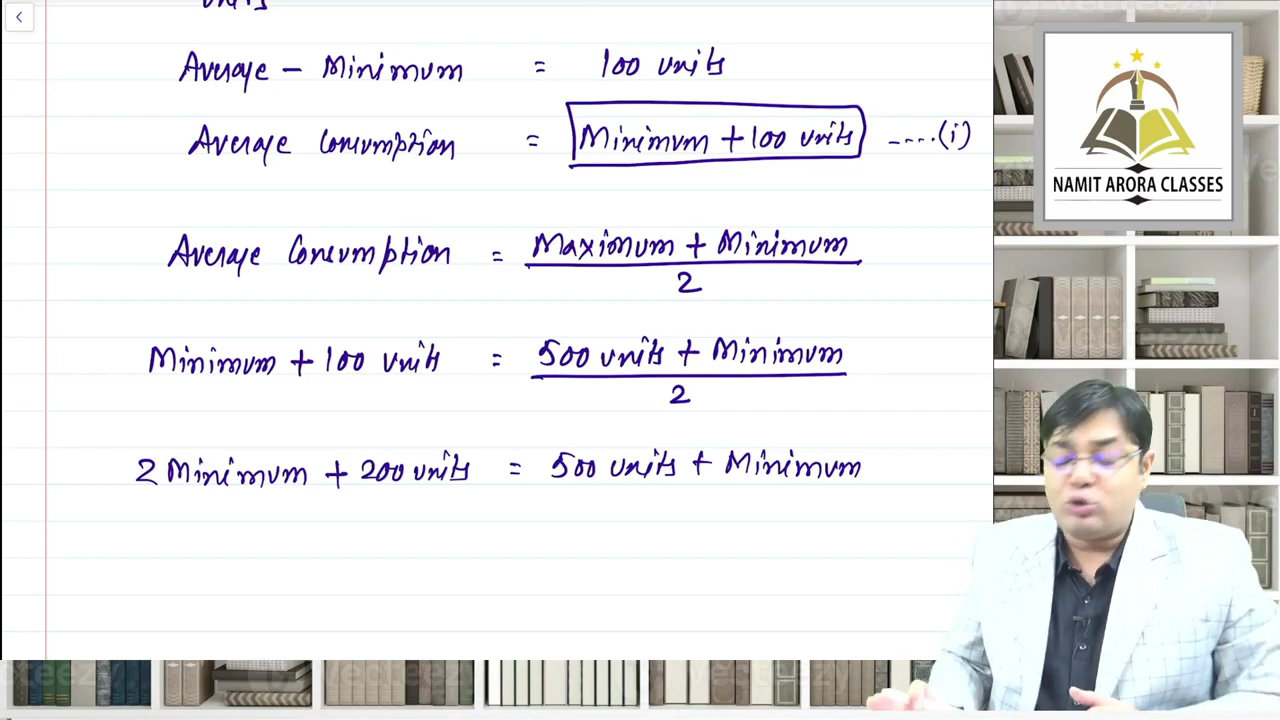 units
Average - Minimum = 100 units
Average Consumption = Minimum + 100 units ----(i)
Average Consumption = Maximum + Minimum
2
Minimum + 100 units = 500 units + Minimum
2
2 Minimum + 200 units = 500 units + Minimum
NAMIT ARORA CLASSES